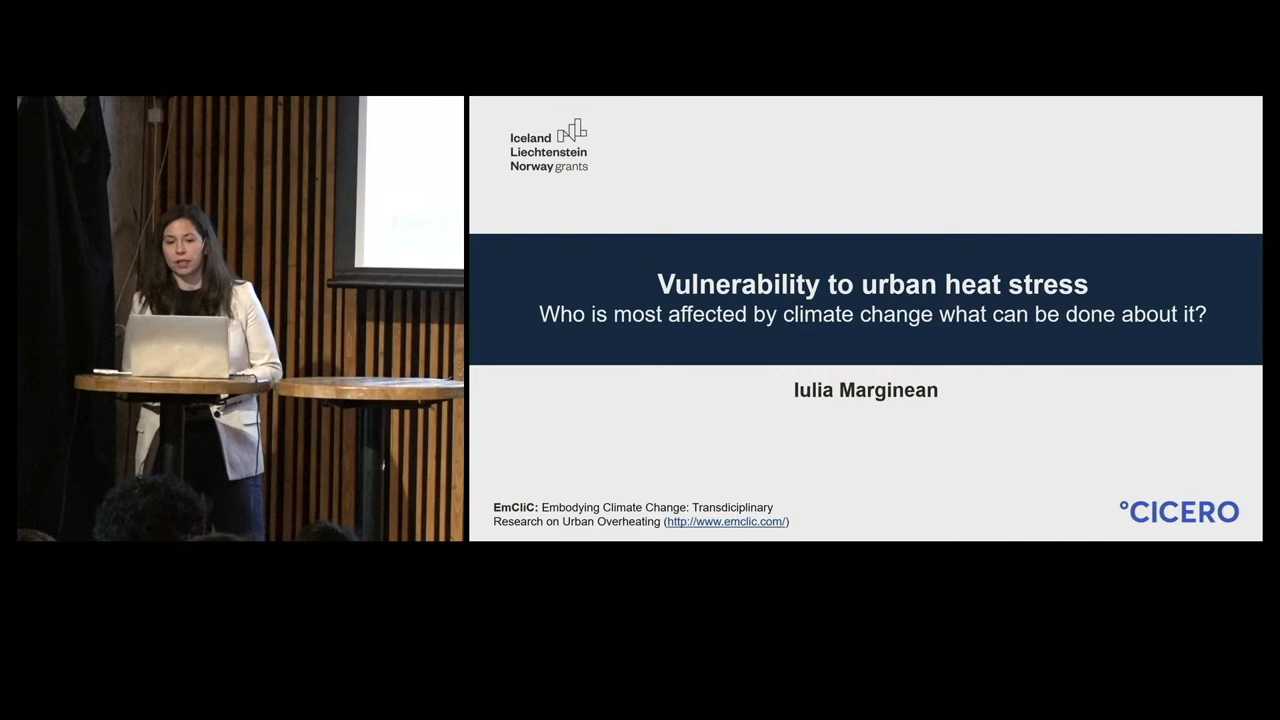 Iceland
Liechtenstein
Norway grants
Vulnerability to urban heat stress
Who is most affected by climate change what can be done about it?
Iulia Marginean
EmCliC: Embodying Climate Change: Transdiciplinary
Research on Urban Overheating (http://www.emclic.com/)
°CICERO